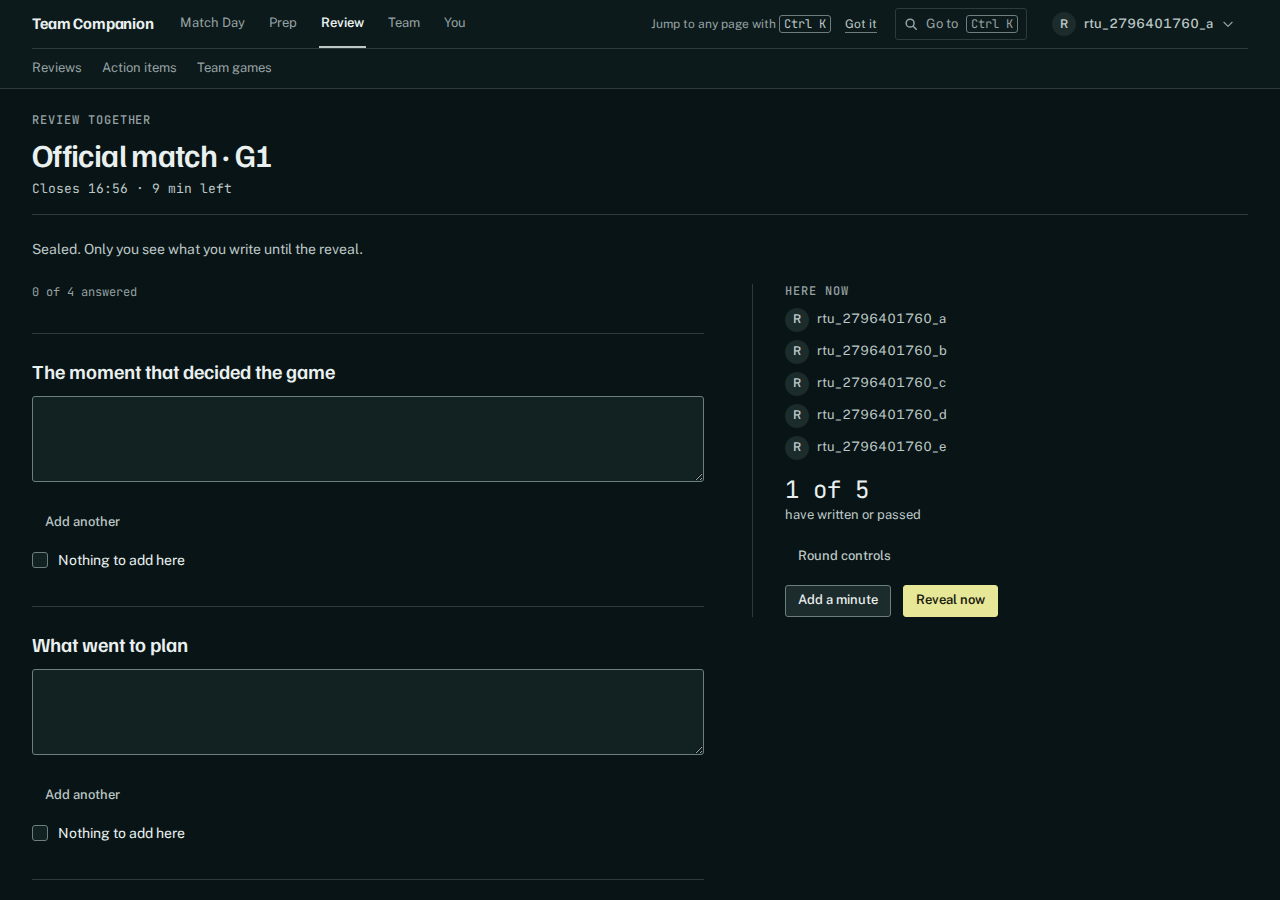 Team Companion
Match Day
Prep
Review
Team
You
Jump to any page with Ctrl K
Got it
Go to Ctrl K
R rtu_2796401760_a
Reviews
Action items
Team games
REVIEW TOGETHER
Official match · G1
Closes 16:56 · 9 min left
Sealed. Only you see what you write until the reveal.
0 of 4 answered
The moment that decided the game
Add another
Nothing to add here
What went to plan
Add another
Nothing to add here
HERE NOW
R rtu_2796401760_a
R rtu_2796401760_b
R rtu_2796401760_c
R rtu_2796401760_d
R rtu_2796401760_e
1 of 5
have written or passed
Round controls
Add a minute
Reveal now